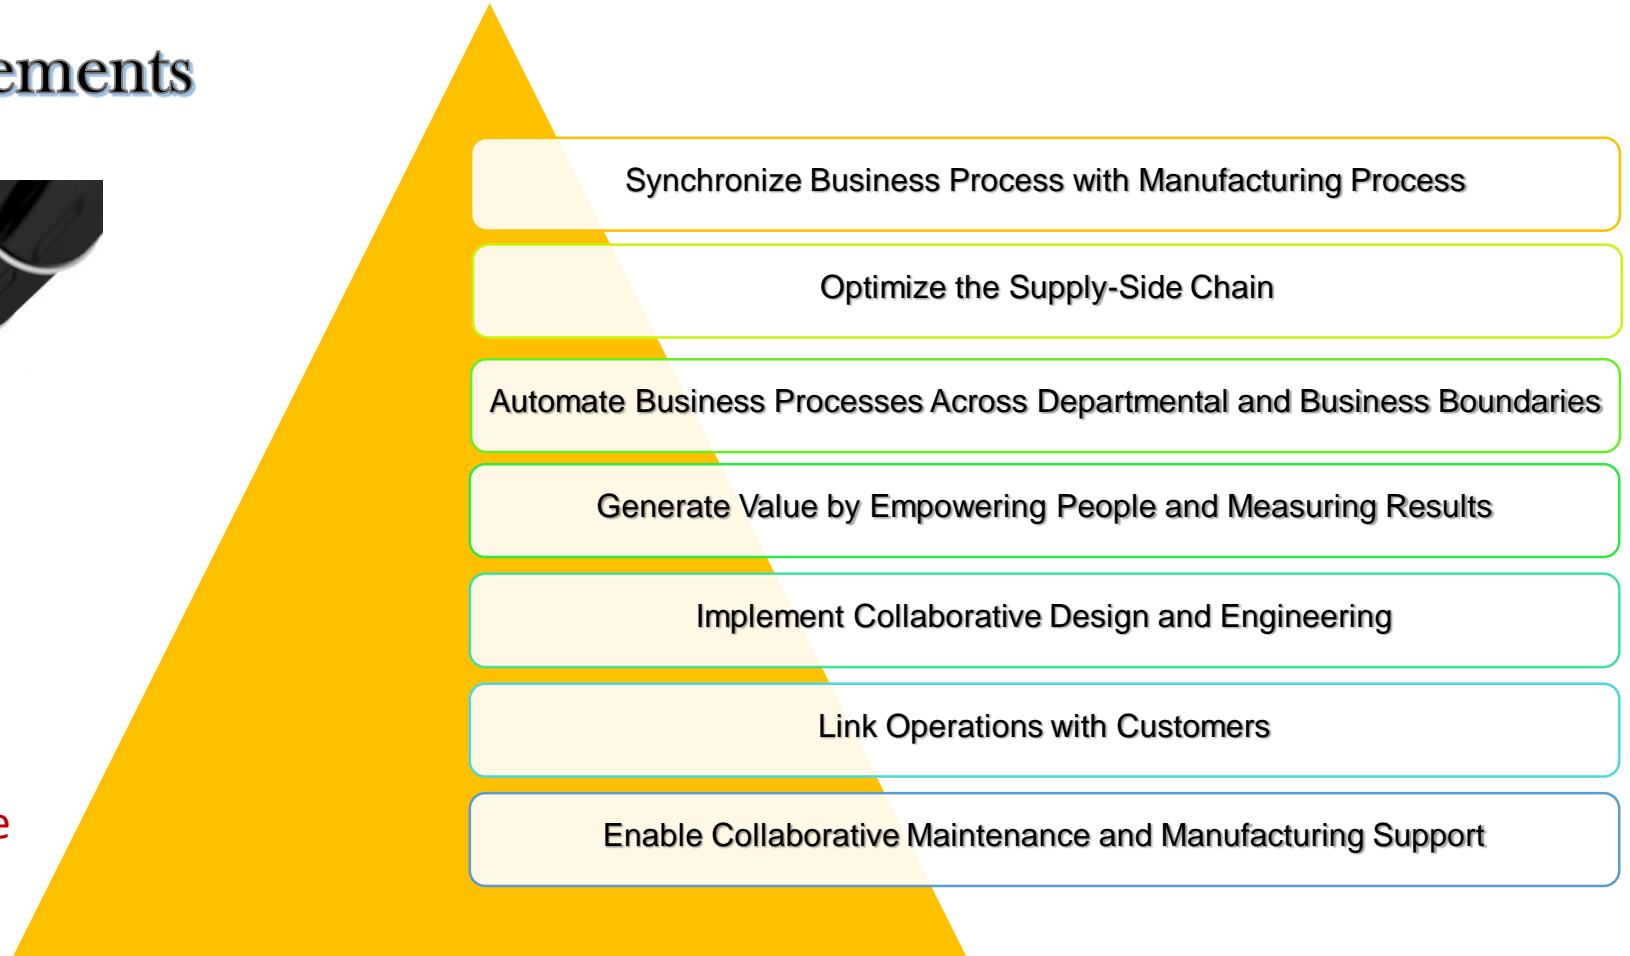 ements
Synchronize Business Process with Manufacturing Process
Optimize the Supply-Side Chain
Automate Business Processes Across Departmental and Business Boundaries
Generate Value by Empowering People and Measuring Results
Implement Collaborative Design and Engineering
Link Operations with Customers
e
Enable Collaborative Maintenance and Manufacturing Support